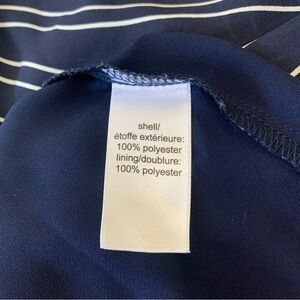 shell/
étoffe extérieure:
100% polyester
lining/doublure:
100% polyester